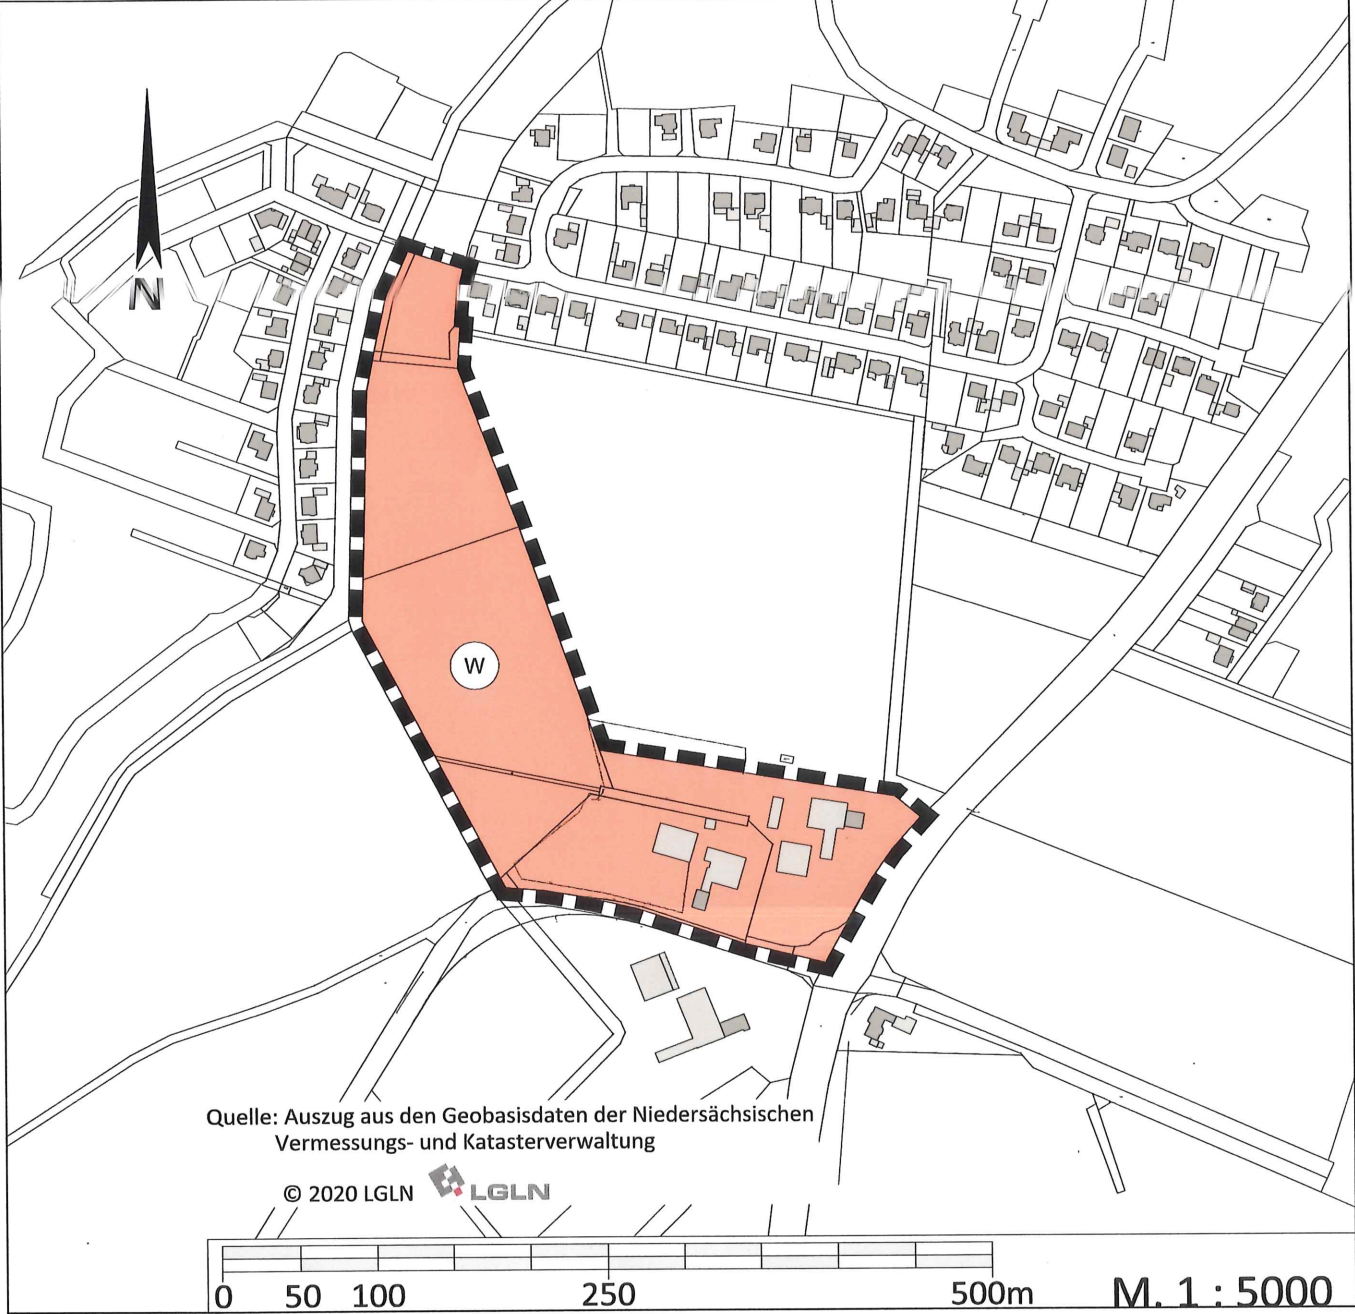 N
W
Quelle: Auszug aus den Geobasisdaten der Niedersächsischen
Vermessungs- und Katasterverwaltung
© 2020 LGLN LGLN
0 50 100 250 500m
M. 1 : 5000